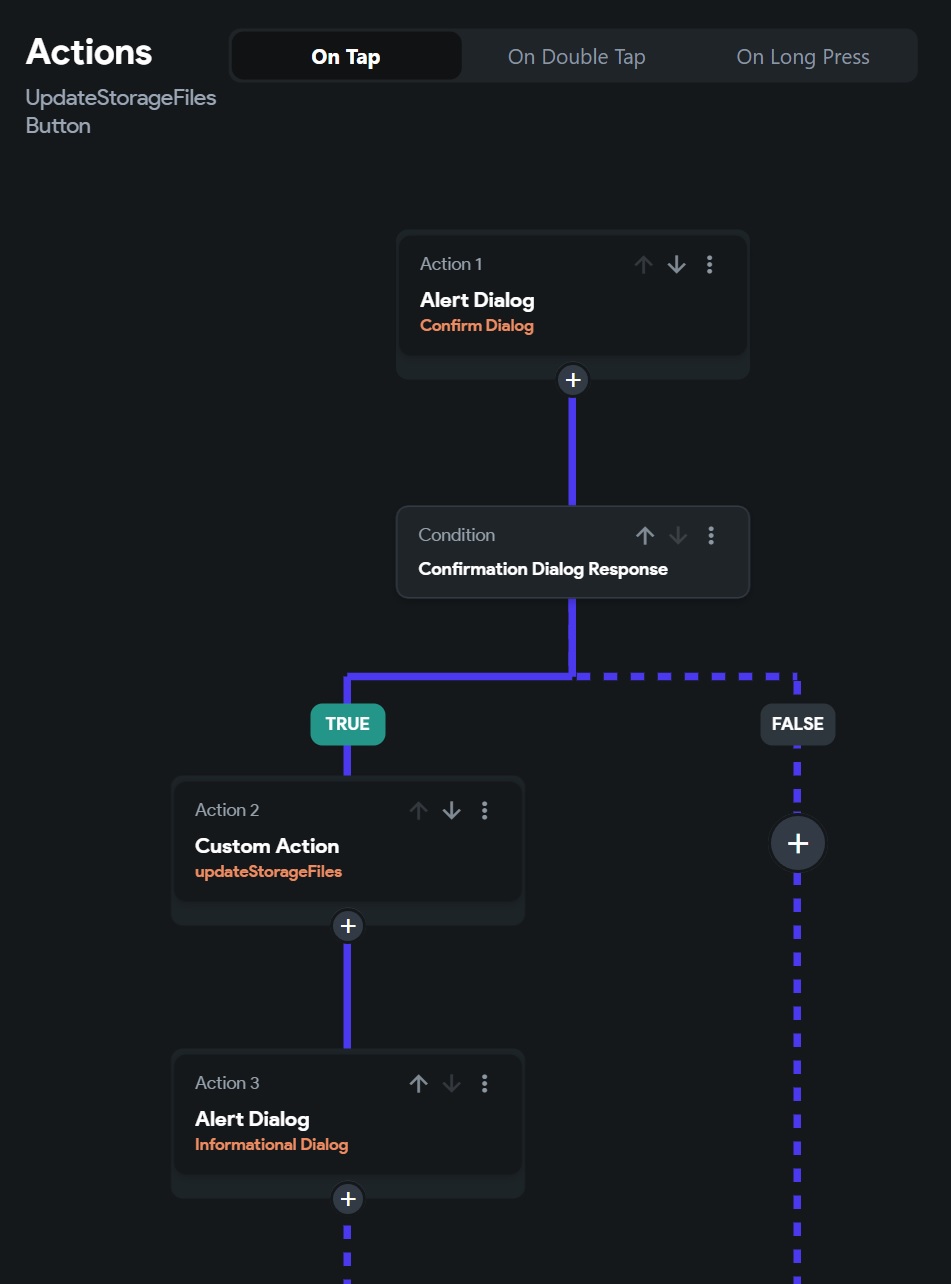 Actions
On Tap
On Double Tap
On Long Press
UpdateStorageFiles
Button
Action 1
Alert Dialog
Confirm Dialog
Condition
Confirmation Dialog Response
TRUE
FALSE
Action 2
Custom Action
updateStorageFiles
Action 3
Alert Dialog
Informational Dialog